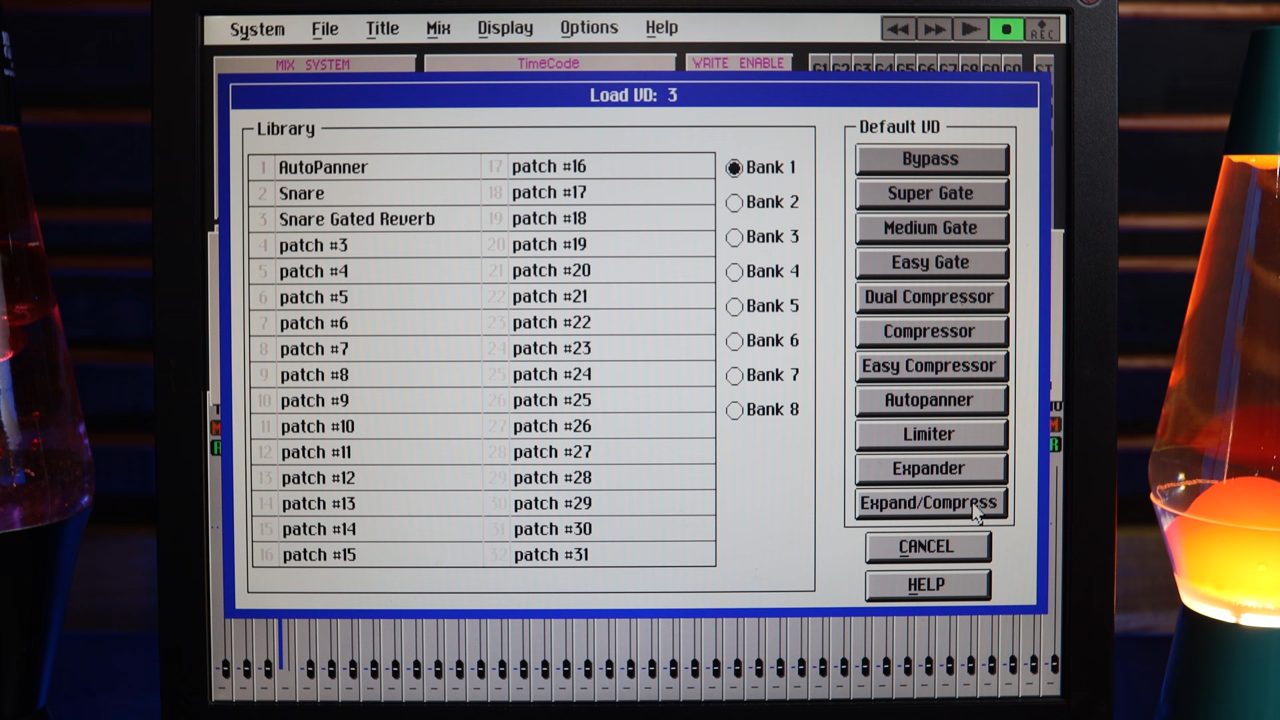 System File Title Mix Display Options Help
REC
MIX SYSTEM TimeCode WRITE ENABLE
Load VD: 3
Library
Default VD
1 AutoPanner 17 patch #16
2 Snare 18 patch #17
3 Snare Gated Reverb 19 patch #18
4 patch #3 20 patch #19
5 patch #4 21 patch #20
6 patch #5 22 patch #21
7 patch #6 23 patch #22
8 patch #7 24 patch #23
9 patch #8 25 patch #24
10 patch #9 26 patch #25
11 patch #10 27 patch #26
12 patch #11 28 patch #27
13 patch #12 29 patch #28
14 patch #13 30 patch #29
15 patch #14 31 patch #30
16 patch #15 32 patch #31
Bank 1
Bank 2
Bank 3
Bank 4
Bank 5
Bank 6
Bank 7
Bank 8
Bypass
Super Gate
Medium Gate
Easy Gate
Dual Compressor
Compressor
Easy Compressor
Autopanner
Limiter
Expander
Expand/Compress
CANCEL
HELP